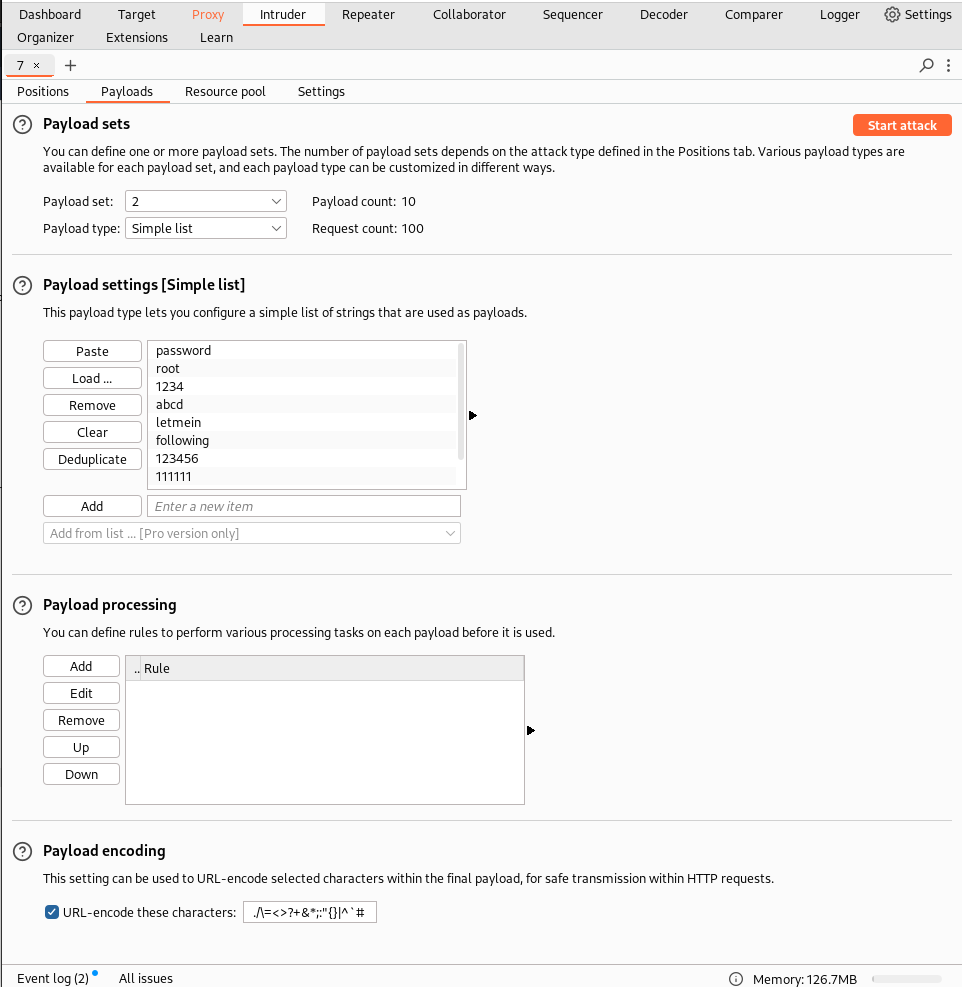 Dashboard Target Proxy Intruder Repeater Collaborator Sequencer Decoder Comparer Logger Settings
Organizer Extensions Learn
7 × +
Positions Payloads Resource pool Settings
? Payload sets Start attack
You can define one or more payload sets. The number of payload sets depends on the attack type defined in the Positions tab. Various payload types are
available for each payload set, and each payload type can be customized in different ways.
Payload set: 2 Payload count: 10
Payload type: Simple list Request count: 100
? Payload settings [Simple list]
This payload type lets you configure a simple list of strings that are used as payloads.
Paste password
root
Load ... 1234
Remove abcd
letmein
Clear following
Deduplicate 123456
111111
Add Enter a new item
Add from list ... [Pro version only]
? Payload processing
You can define rules to perform various processing tasks on each payload before it is used.
Add .. Rule
Edit
Remove
Up
Down
? Payload encoding
This setting can be used to URL-encode selected characters within the final payload, for safe transmission within HTTP requests.
URL-encode these characters: ./\=<>?+&*;:"{}|^`#
Event log (2) All issues Memory: 126.7MB